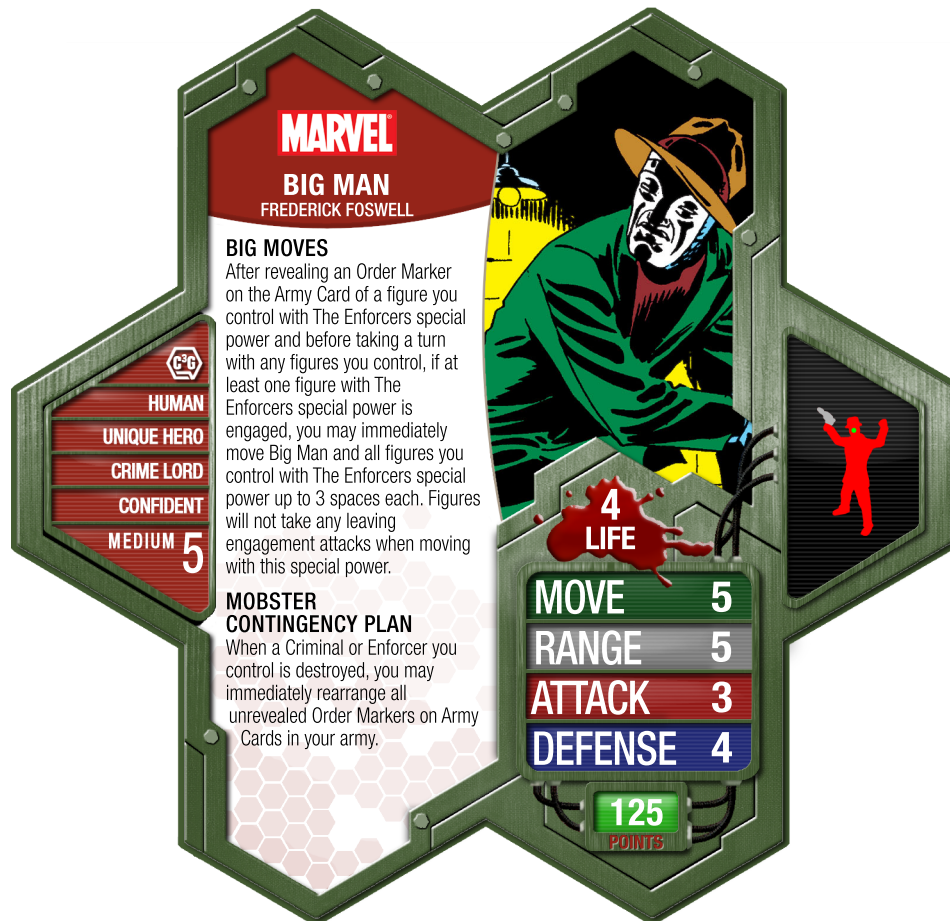 MARVEL
BIG MAN
FREDERICK FOSWELL
BIG MOVES
After revealing an Order Marker
on the Army Card of a figure you
control with The Enforcers special
power and before taking a turn
with any figures you control, if at
least one figure with The
Enforcers special power is
engaged, you may immediately
move Big Man and all figures you
control with The Enforcers special
power up to 3 spaces each. Figures
will not take any leaving
engagement attacks when moving
with this special power.
MOBSTER
CONTINGENCY PLAN
When a Criminal or Enforcer you
control is destroyed, you may
immediately rearrange all
unrevealed Order Markers on Army
Cards in your army.
C3G
HUMAN
UNIQUE HERO
CRIME LORD
CONFIDENT
MEDIUM 5
4
LIFE
MOVE 5
RANGE 5
ATTACK 3
DEFENSE 4
125
POINTS